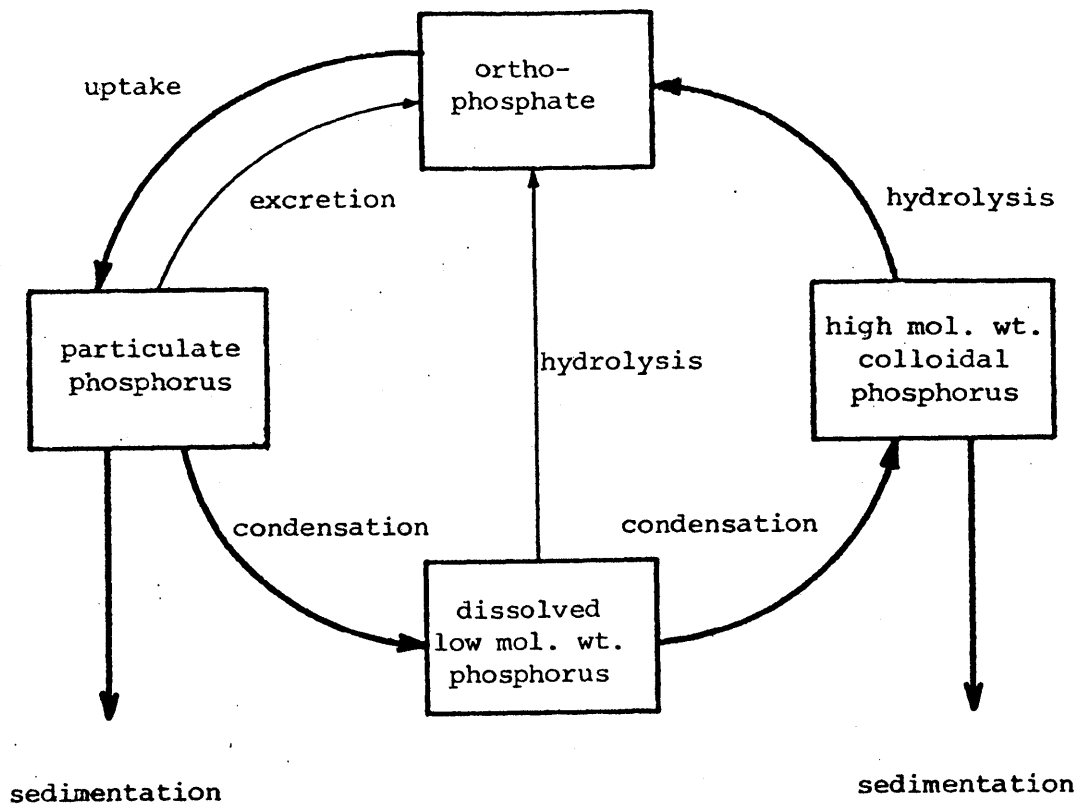 ortho-
phosphate
uptake
excretion
hydrolysis
particulate
phosphorus
hydrolysis
high mol. wt.
colloidal
phosphorus
condensation
condensation
dissolved
low mol. wt.
phosphorus
sedimentation
sedimentation